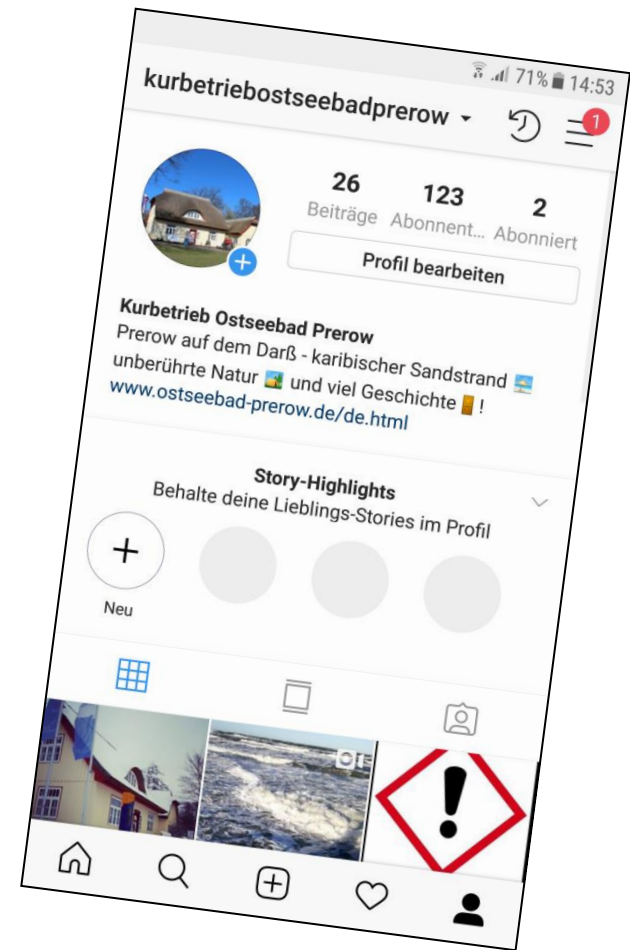 71% 14:53
kurbetriebostseebadprerow
1
26 123 2
Beiträge Abonnent... Abonniert
Profil bearbeiten
Kurbetrieb Ostseebad Prerow
Prerow auf dem Darß - karibischer Sandstrand 🏖
unberührte Natur 🏝 und viel Geschichte 🚪 !
www.ostseebad-prerow.de/de.html
Story-Highlights
Behalte deine Lieblings-Stories im Profil
Neu